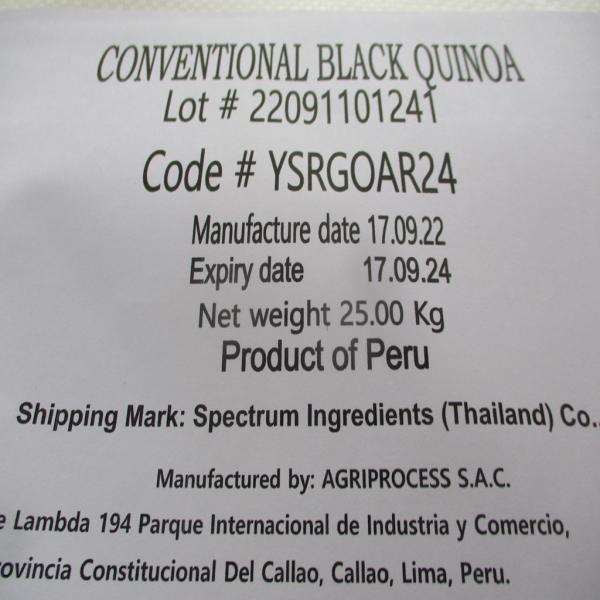 CONVENTIONAL BLACK QUINOA
Lot # 22091101241
Code # YSRGOAR24
Manufacture date 17.09.22
Expiry date 17.09.24
Net weight 25.00 Kg
Product of Peru
Shipping Mark: Spectrum Ingredients (Thailand) Co.
Manufactured by: AGRIPROCESS S.A.C.
Lambda 194 Parque Internacional de Industria y Comercio,
Constitucional Del Callao, Callao, Lima, Peru.